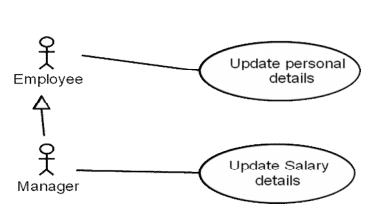 Update personal
details
Employee
Update Salary
details
Manager